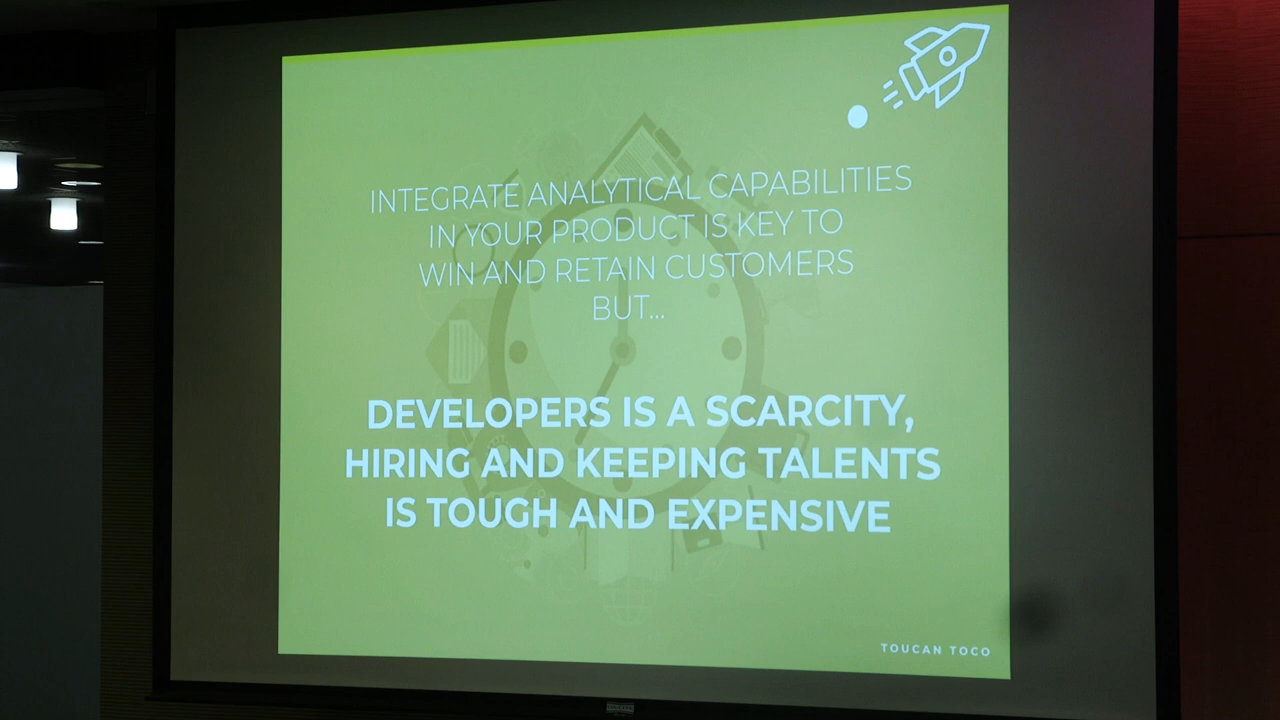 INTEGRATE ANALYTICAL CAPABILITIES
IN YOUR PRODUCT IS KEY TO
WIN AND RETAIN CUSTOMERS
BUT...
DEVELOPERS IS A SCARCITY,
HIRING AND KEEPING TALENTS
IS TOUGH AND EXPENSIVE
TOUCAN TOCO